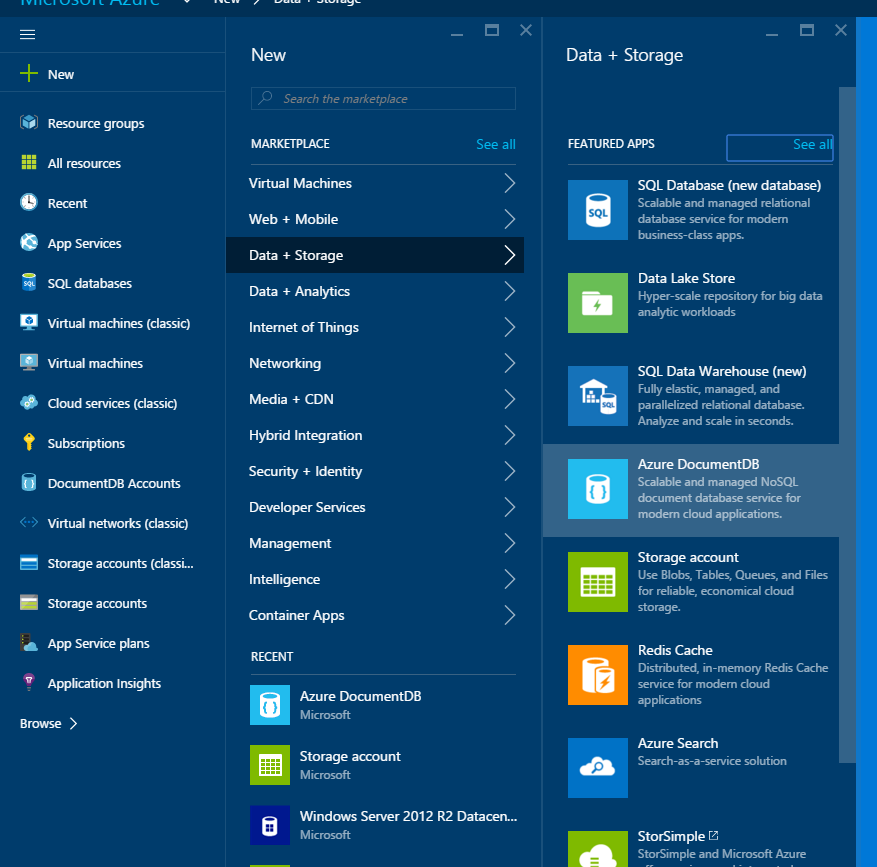 Microsoft Azure New > Data + Storage
New
Resource groups
All resources
Recent
App Services
SQL databases
Virtual machines (classic)
Virtual machines
Cloud services (classic)
Subscriptions
DocumentDB Accounts
Virtual networks (classic)
Storage accounts (classi...
Storage accounts
App Service plans
Application Insights
Browse >
New
Search the marketplace
MARKETPLACE See all
Virtual Machines
Web + Mobile
Data + Storage
Data + Analytics
Internet of Things
Networking
Media + CDN
Hybrid Integration
Security + Identity
Developer Services
Management
Intelligence
Container Apps
RECENT
Azure DocumentDB
Microsoft
Storage account
Microsoft
Windows Server 2012 R2 Datacen...
Microsoft
Data + Storage
FEATURED APPS See all
SQL
SQL Database (new database)
Scalable and managed relational
database service for modern
business-class apps.
Data Lake Store
Hyper-scale repository for big data
analytic workloads
SQL
SQL Data Warehouse (new)
Fully elastic, managed, and
parallelized relational database.
Analyze and scale in seconds.
Azure DocumentDB
Scalable and managed NoSQL
document database service for
modern cloud applications.
Storage account
Use Blobs, Tables, Queues, and Files
for reliable, economical cloud
storage.
Redis Cache
Distributed, in-memory Redis Cache
service for modern cloud
applications
Azure Search
Search-as-a-service solution
StorSimple
StorSimple and Microsoft Azure